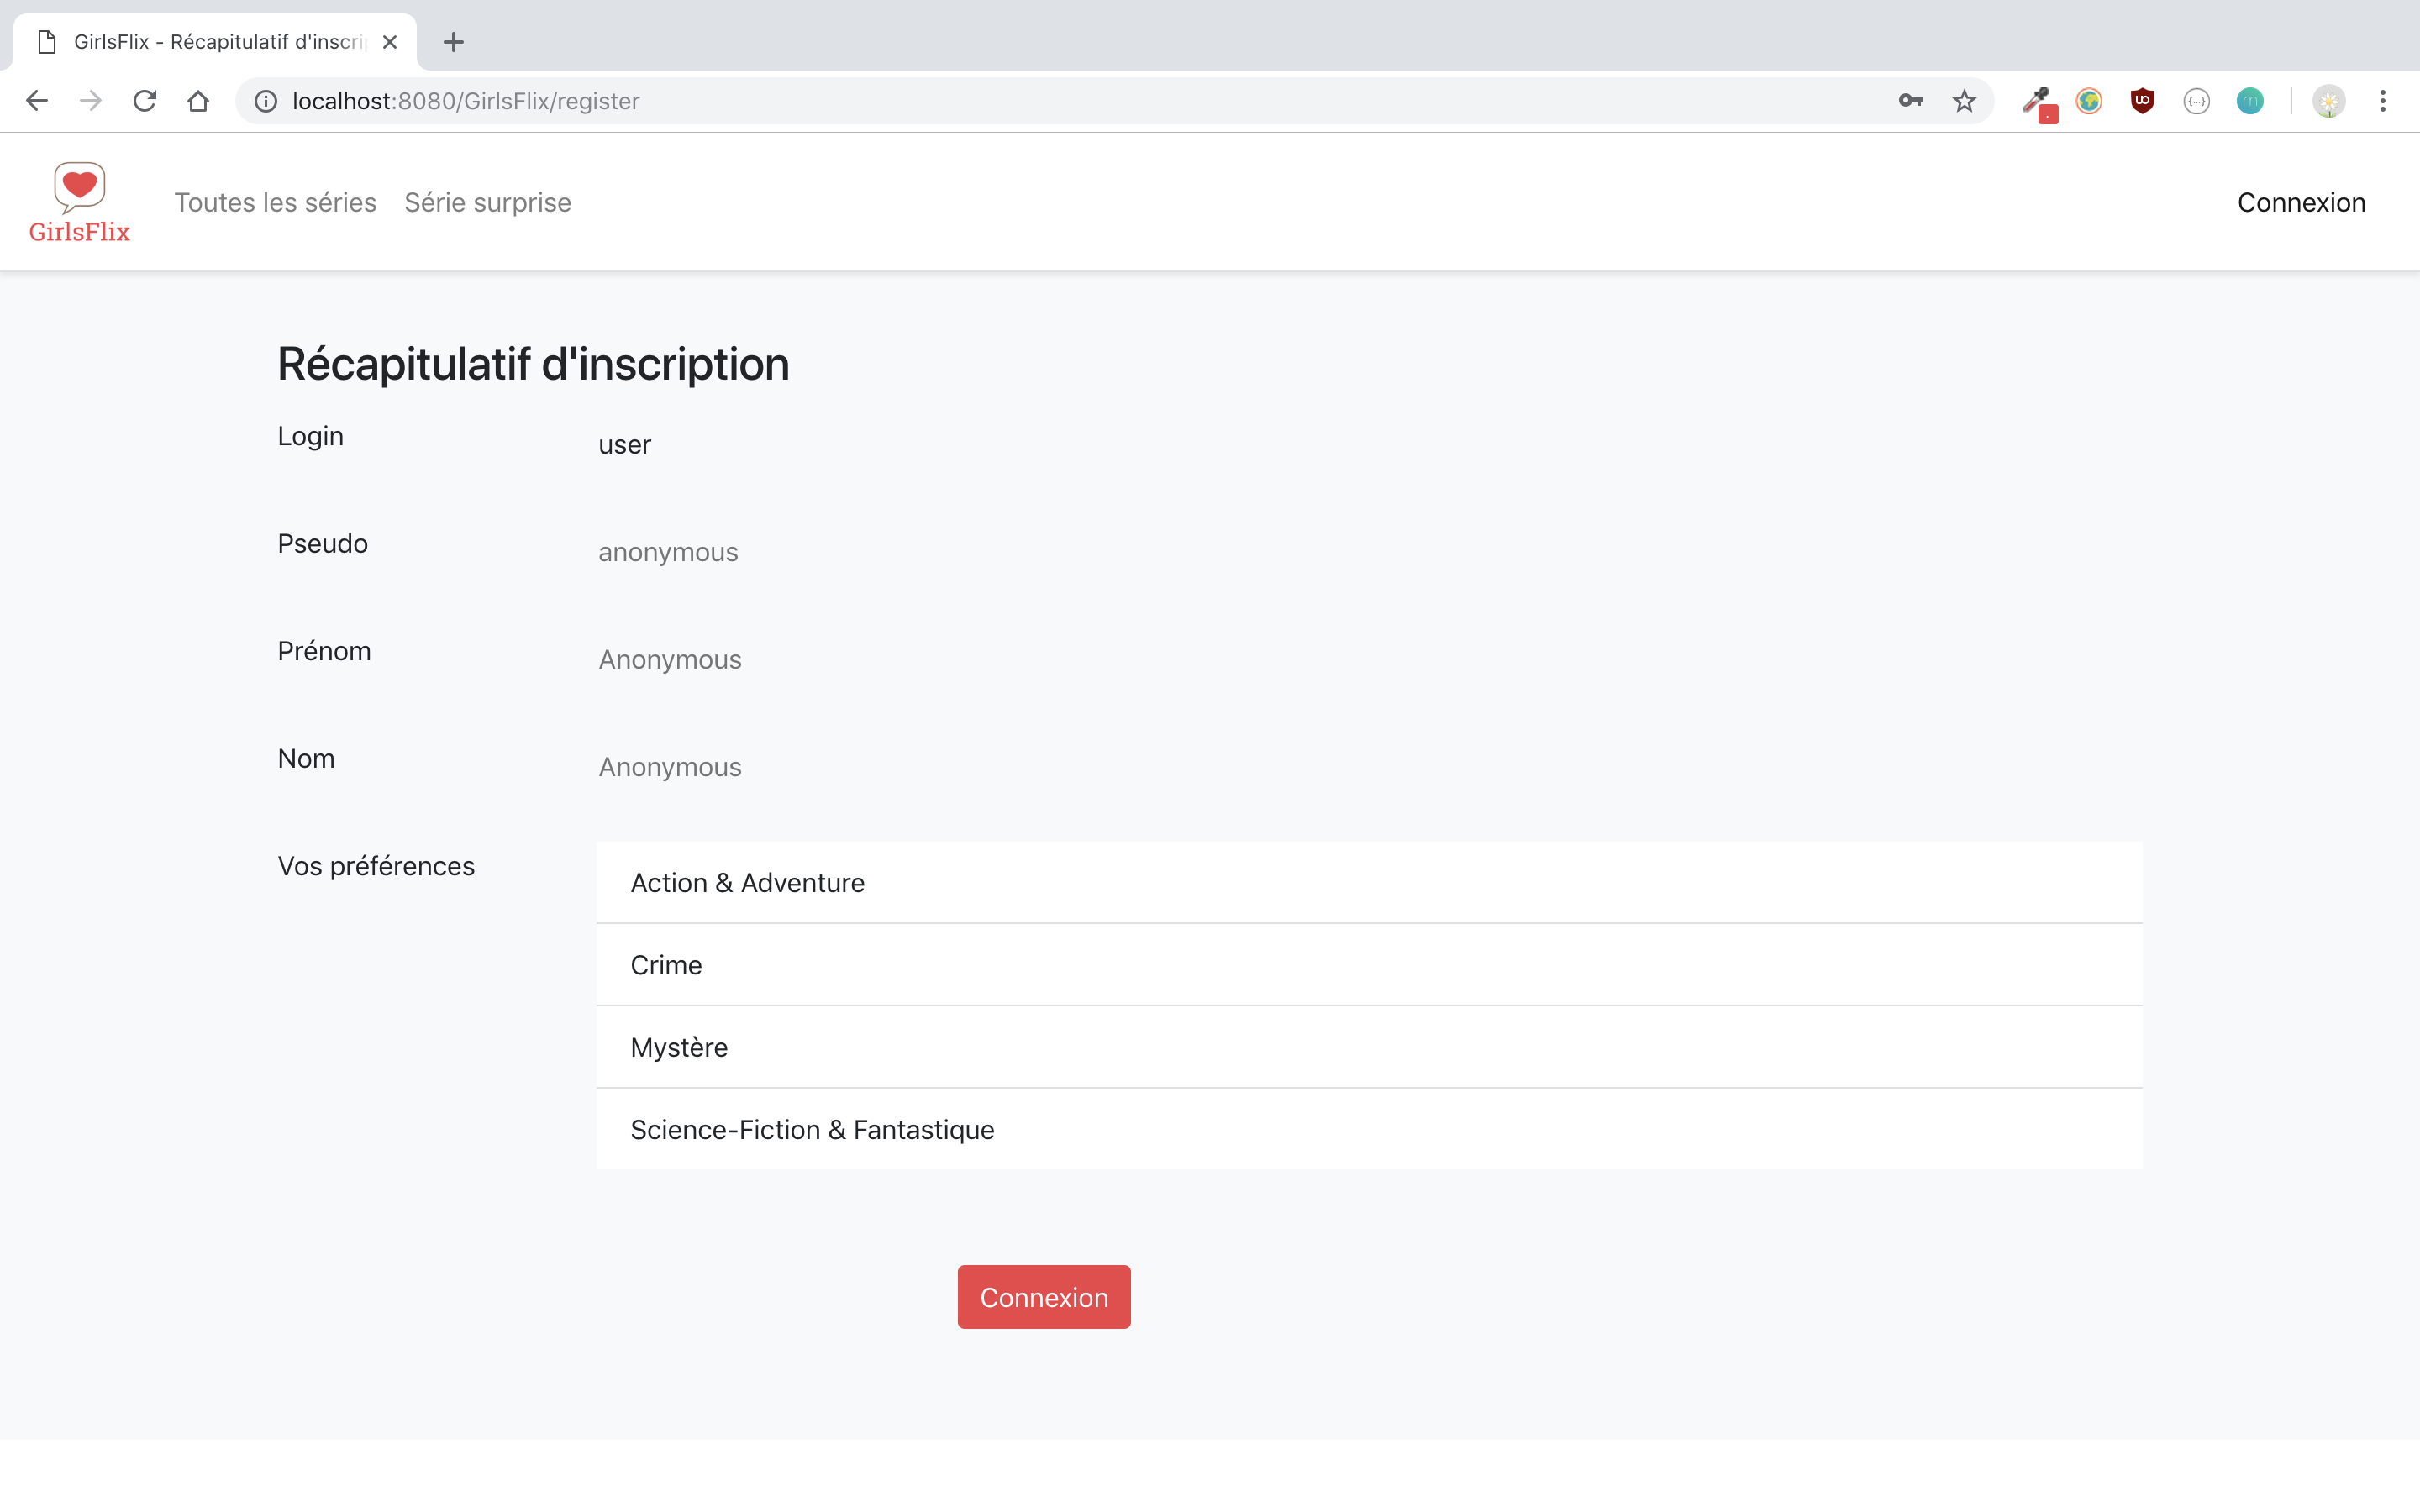 GirlsFlix - Récapitulatif d'inscri
localhost:8080/GirlsFlix/register
GirlsFlix
Toutes les séries
Série surprise
Connexion
Récapitulatif d'inscription
Login
user
Pseudo
anonymous
Prénom
Anonymous
Nom
Anonymous
Vos préférences
Action & Adventure
Crime
Mystère
Science-Fiction & Fantastique
Connexion